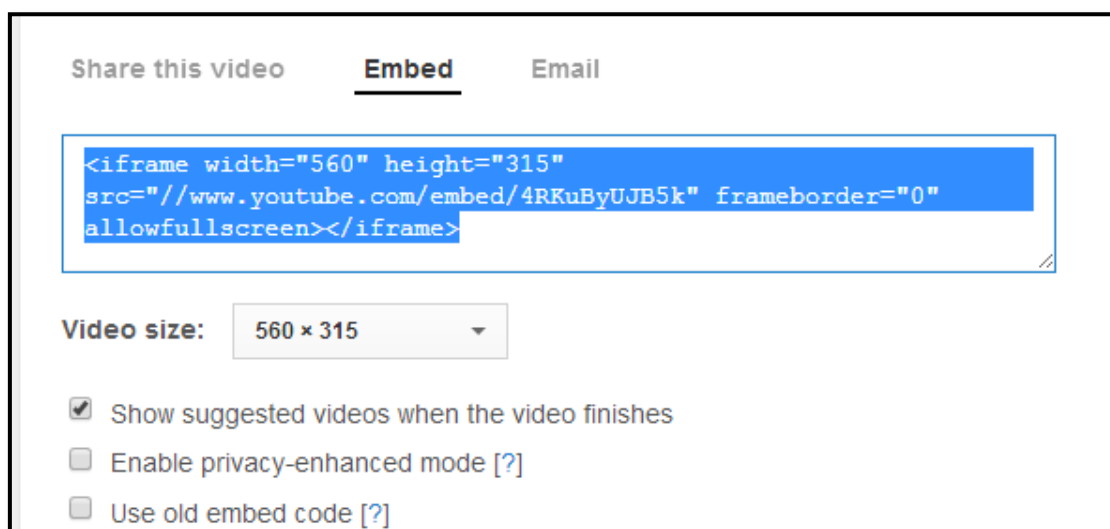 Share this video Embed Email
<iframe width="560" height="315"
src="//www.youtube.com/embed/4RKuByUJB5k" frameborder="0"
allowfullscreen></iframe>
Video size: 560 × 315
Show suggested videos when the video finishes
Enable privacy-enhanced mode [?]
Use old embed code [?]